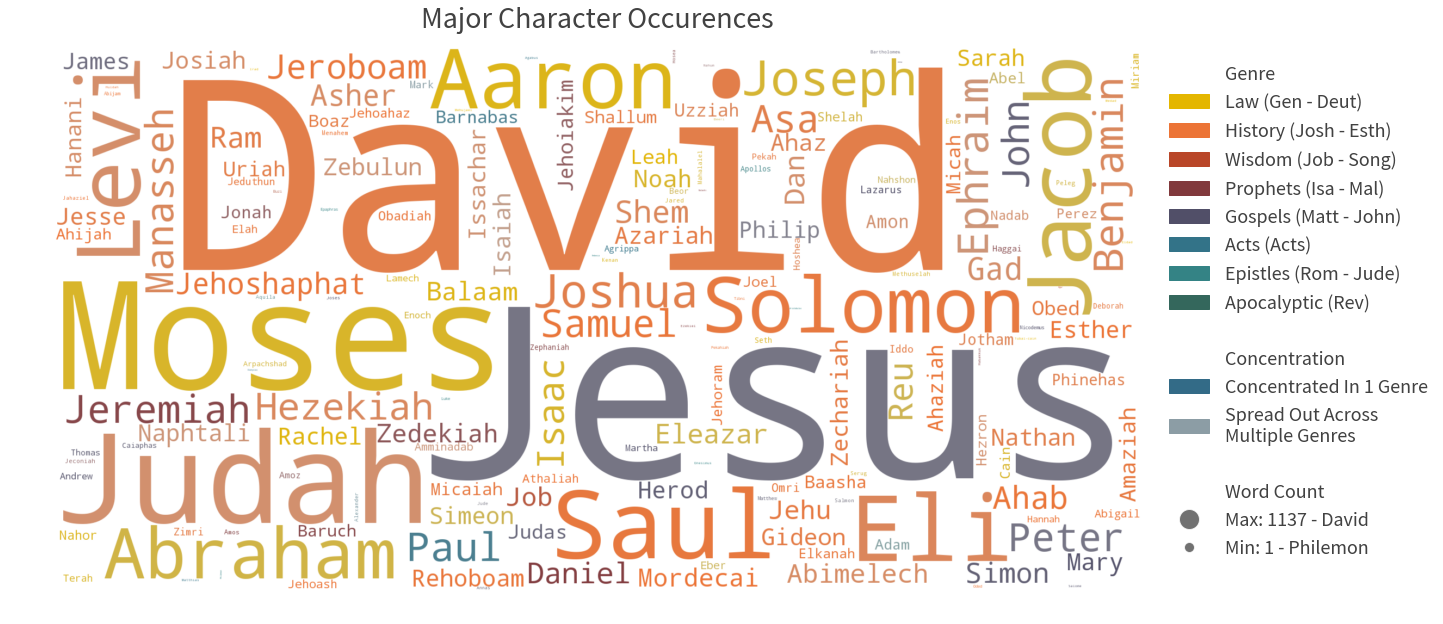 Major Character Occurences
James
Josiah
Jeroboam
Aaron
Joseph
Sarah
Abel
Miriam
Levi
Hanani
Manasseh
Asher
Mark
Boaz
Jehoahaz
Barnabas
Jehoiakim
Shallum
Uzziah
Asa
Shelah
Ahaz
John
Jacob
Benjamin
Ephraim
Micah
David
Ram
Uriah
Jeduthun
Zebulun
Issachar
Isaiah
Leah
Noah
Beor
Jared
Pekah
Apollos
Dan
Nahshon
Lazarus
Peleg
Jesse
Ahijah
Jonah
Elah
Obadiah
Shem
Azariah
Agrippa
Philip
Hoshea
Amon
Nadab
Perez
Haggai
Gad
Jehoshaphat
Lamech
Balaam
Enoch
Joshua
Samuel
Joel
Solomon
Obed
Deborah
Esther
Nicodemus
Jotham
Moses
Arpachshad
Zephaniah
Seth
Iddo
Jesus
Jeremiah
Hezekiah
Isaac
Jehoram
Zechariah
Reu
Ahaziah
Phinehas
Naphtali
Rachel
Zedekiah
Amminadab
Martha
Eleazar
Hezron
Cain
Nathan
Amaziah
Thomas
Caiaphas
Jeconiah
Andrew
Judah
Amoz
Alexander
Micaiah
Athaliah
Job
Simeon
Judas
Herod
Omri
Baasha
Jehu
Gideon
Elkanah
Eli
Adam
Ahab
Hannah
Abigail
Nahor
Zimri
Amos
Baruch
Abraham
Terah
Jehoash
Paul
Rehoboam
Daniel
Saul
Mordecai
Eber
Abimelech
Peter
Simon
Mary
Genre
Law (Gen - Deut)
History (Josh - Esth)
Wisdom (Job - Song)
Prophets (Isa - Mal)
Gospels (Matt - John)
Acts (Acts)
Epistles (Rom - Jude)
Apocalyptic (Rev)
Concentration
Concentrated In 1 Genre
Spread Out Across
Multiple Genres
Word Count
Max: 1137 - David
Min: 1 - Philemon